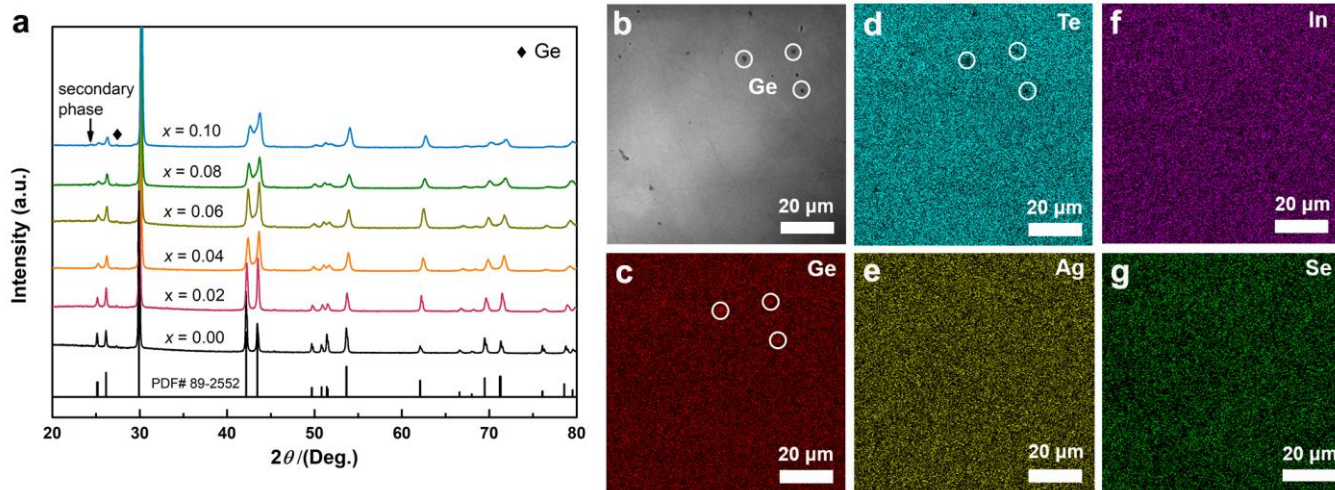 a
◆ Ge
secondary
phase
x = 0.10
x = 0.08
x = 0.06
x = 0.04
x = 0.02
x = 0.00
PDF# 89-2552
Intensity (a.u.)
20 30 40 50 60 70 80
2θ /(Deg.)
b
Ge
20 µm
c
Ge
20 µm
d
Te
20 µm
e
Ag
20 µm
f
In
20 µm
g
Se
20 µm